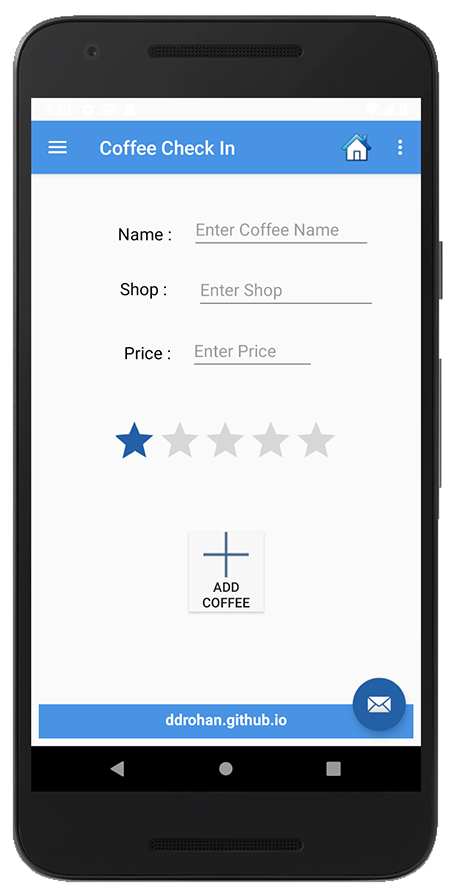 Coffee Check In
Name : Enter Coffee Name
Shop : Enter Shop
Price : Enter Price
ADD
COFFEE
ddrohan.github.io